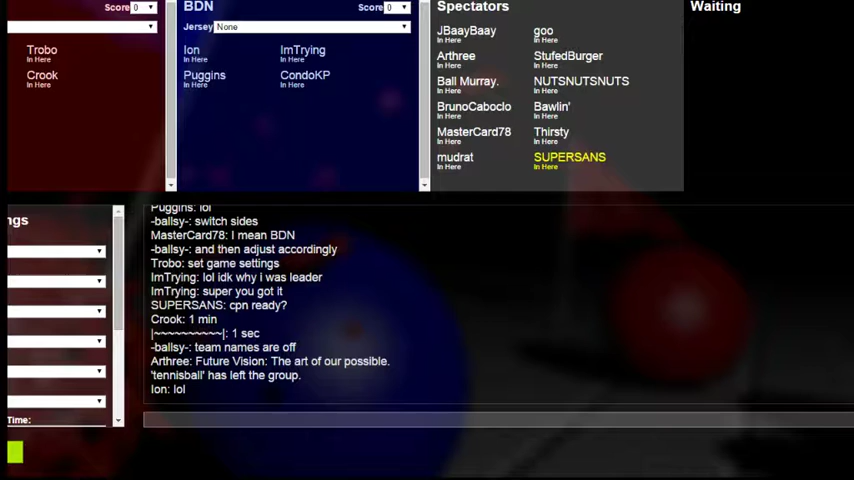 Score 0
Trobo
In Here
Crook
In Here
BDN
Score 0
Jersey None
Ion
In Here
ImTrying
In Here
Puggins
In Here
CondoKP
In Here
Spectators
JBaayBaay
In Here
goo
In Here
Arthree
In Here
StufedBurger
In Here
Ball Murray.
In Here
NUTSNUTSNUTS
In Here
BrunoCaboclo
In Here
Bawlin'
In Here
MasterCard78
In Here
Thirsty
In Here
mudrat
In Here
SUPERSANS
In Here
Waiting
ngs
Time:
Puggins: lol
-ballsy-: switch sides
MasterCard78: I mean BDN
-ballsy-: and then adjust accordingly
Trobo: set game settings
ImTrying: lol idk why i was leader
ImTrying: super you got it
SUPERSANS: cpn ready?
Crook: 1 min
|~~~~~~~~~~|: 1 sec
-ballsy-: team names are off
Arthree: Future Vision: The art of our possible.
'tennisball' has left the group.
Ion: lol